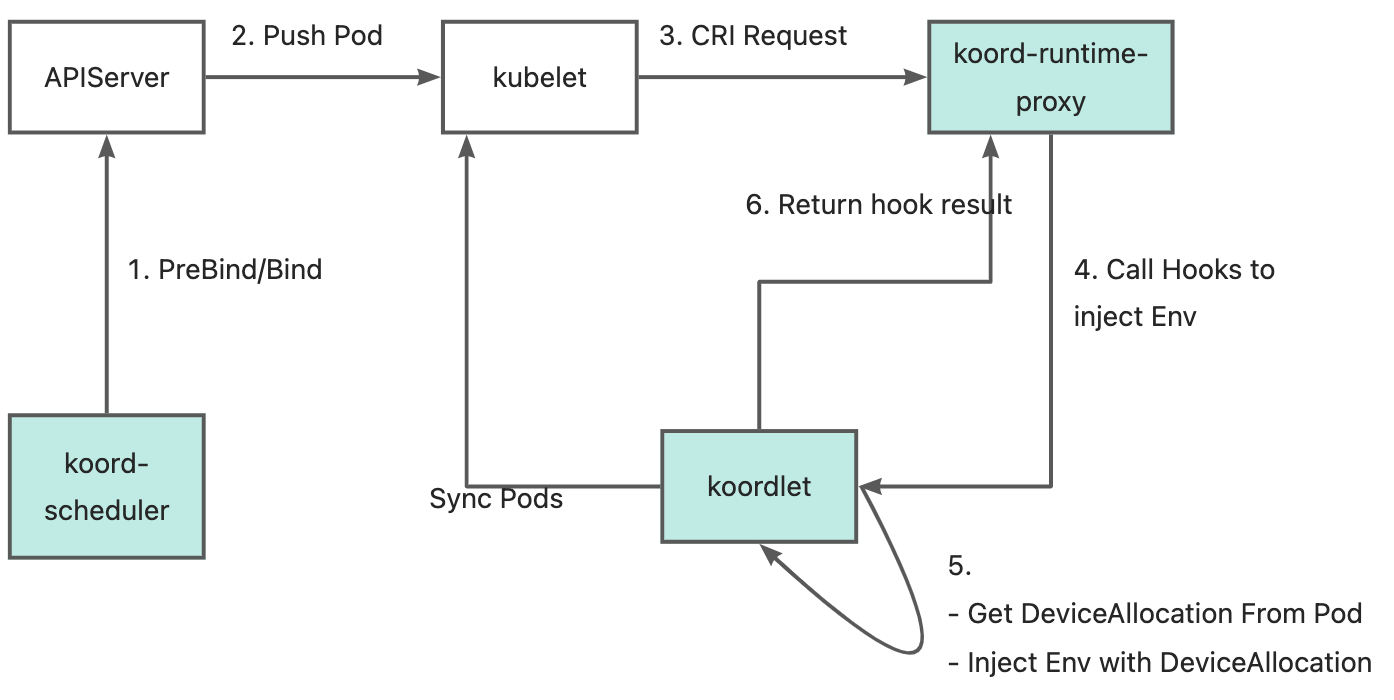 2. Push Pod
3. CRI Request
APIServer
kubelet
koord-runtime-
proxy
6. Return hook result
1. PreBind/Bind
4. Call Hooks to
inject Env
koord-
scheduler
Sync Pods
koordlet
5.
- Get DeviceAllocation From Pod
- Inject Env with DeviceAllocation